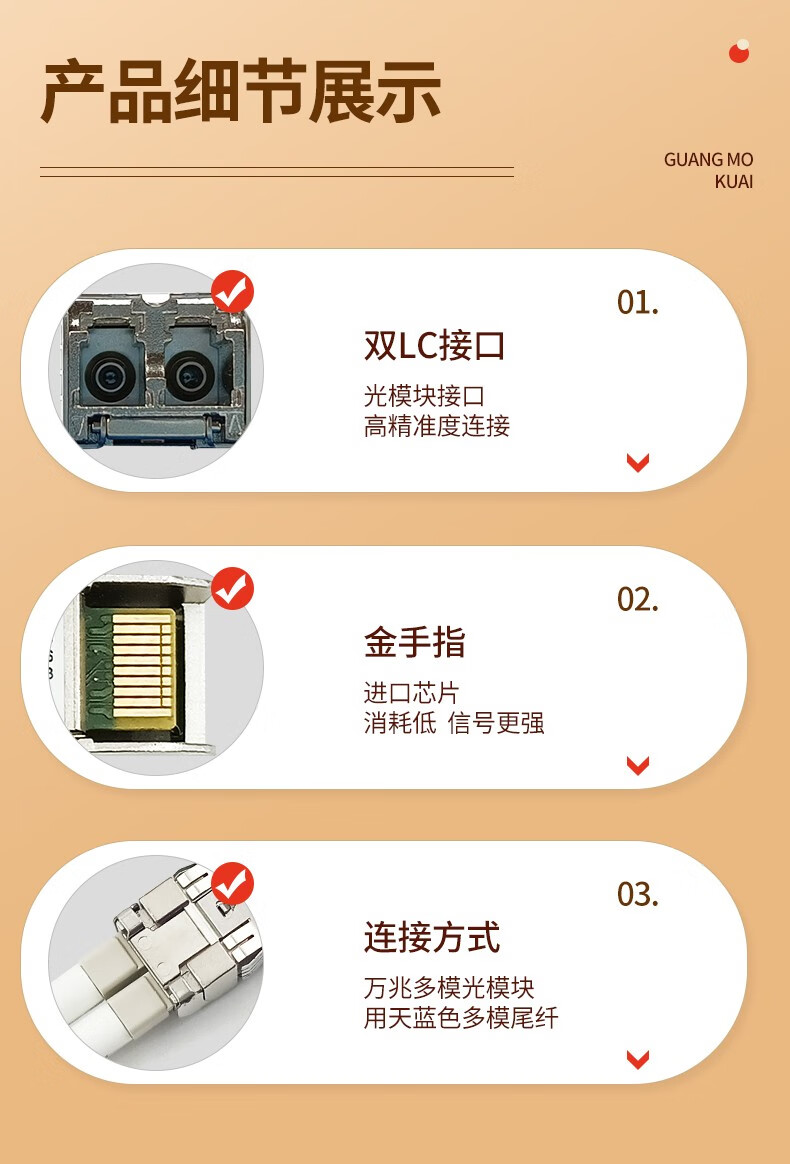 产品细节展示
GUANG MO
KUAI
01.
双LC接口
光模块接口
高精准度连接
02.
金手指
进口芯片
消耗低 信号更强
03.
连接方式
万兆多模光模块
用天蓝色多模尾纤